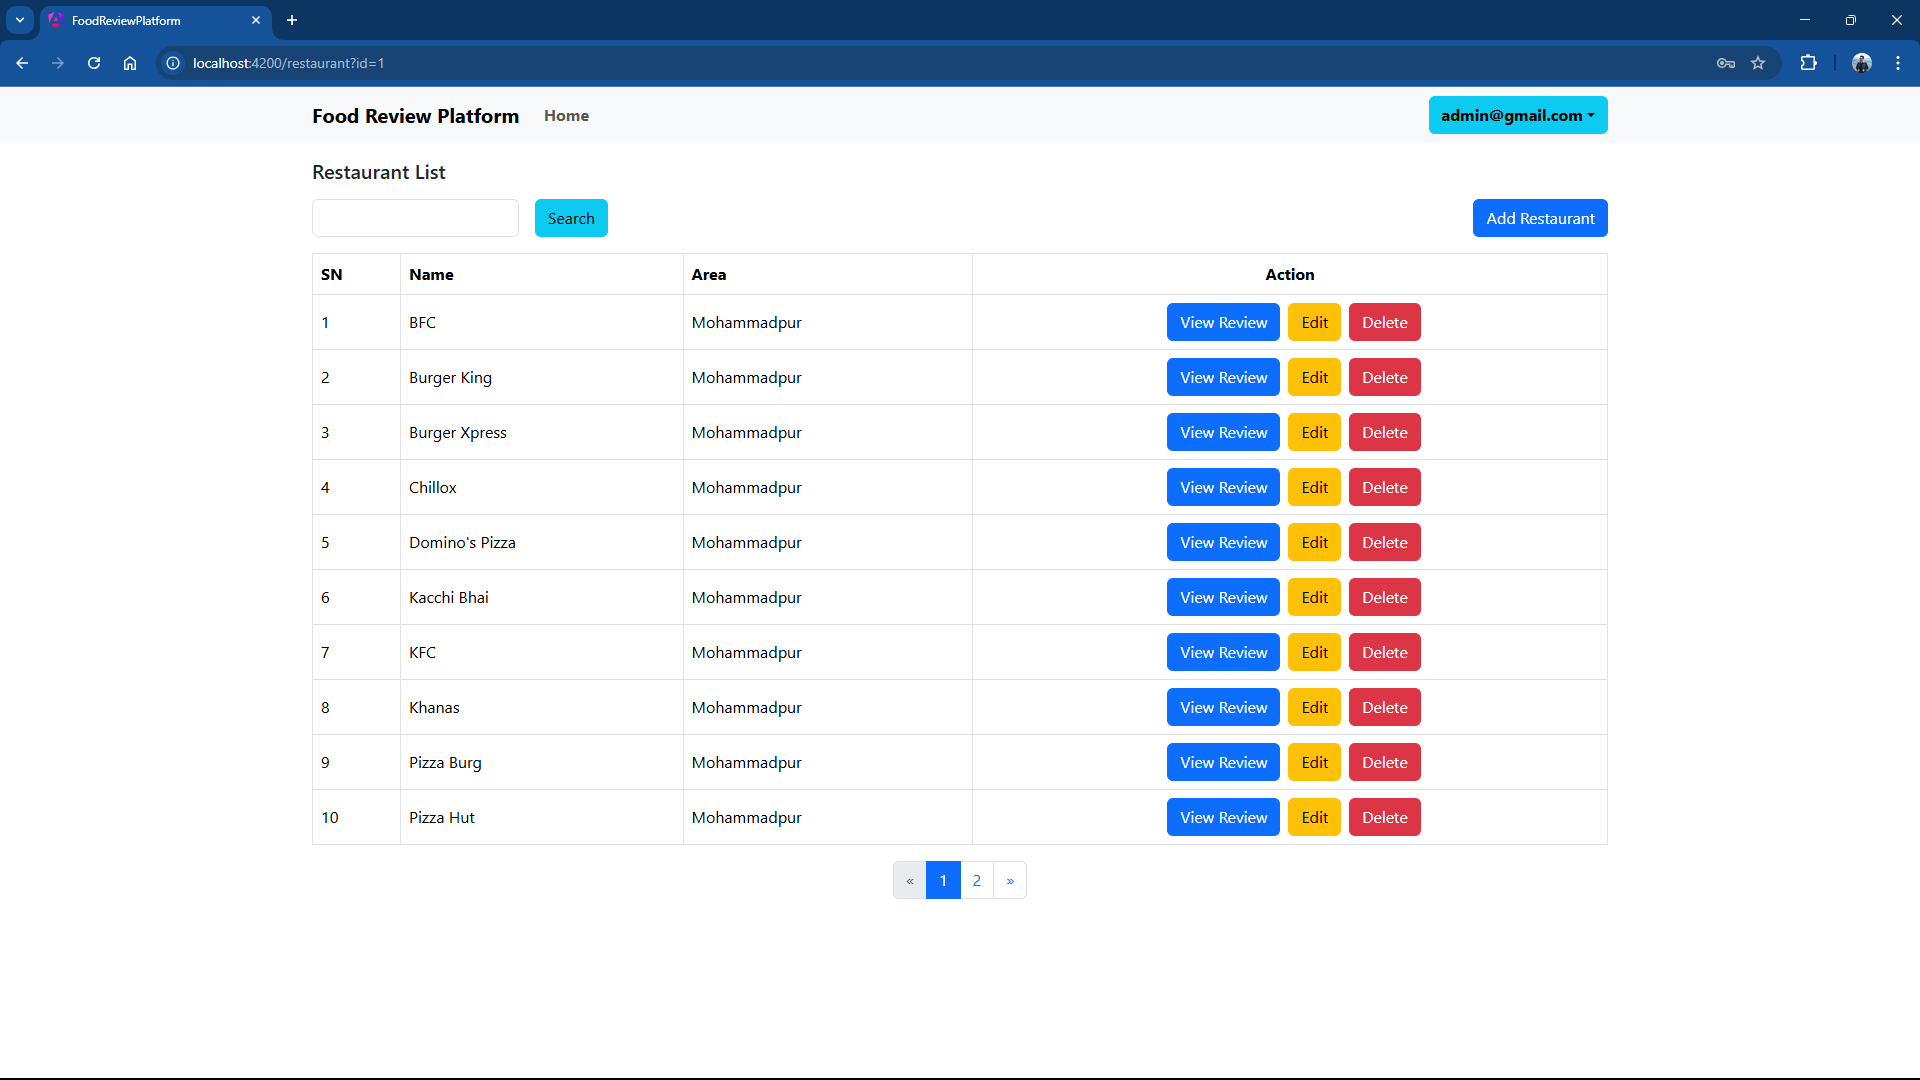 FoodReviewPlatform
localhost:4200/restaurant?id=1
Food Review Platform Home admin@gmail.com
Restaurant List
Search Add Restaurant
SN Name Area Action
1 BFC Mohammadpur View Review Edit Delete
2 Burger King Mohammadpur View Review Edit Delete
3 Burger Xpress Mohammadpur View Review Edit Delete
4 Chillox Mohammadpur View Review Edit Delete
5 Domino's Pizza Mohammadpur View Review Edit Delete
6 Kacchi Bhai Mohammadpur View Review Edit Delete
7 KFC Mohammadpur View Review Edit Delete
8 Khanas Mohammadpur View Review Edit Delete
9 Pizza Burg Mohammadpur View Review Edit Delete
10 Pizza Hut Mohammadpur View Review Edit Delete
« 1 2 »